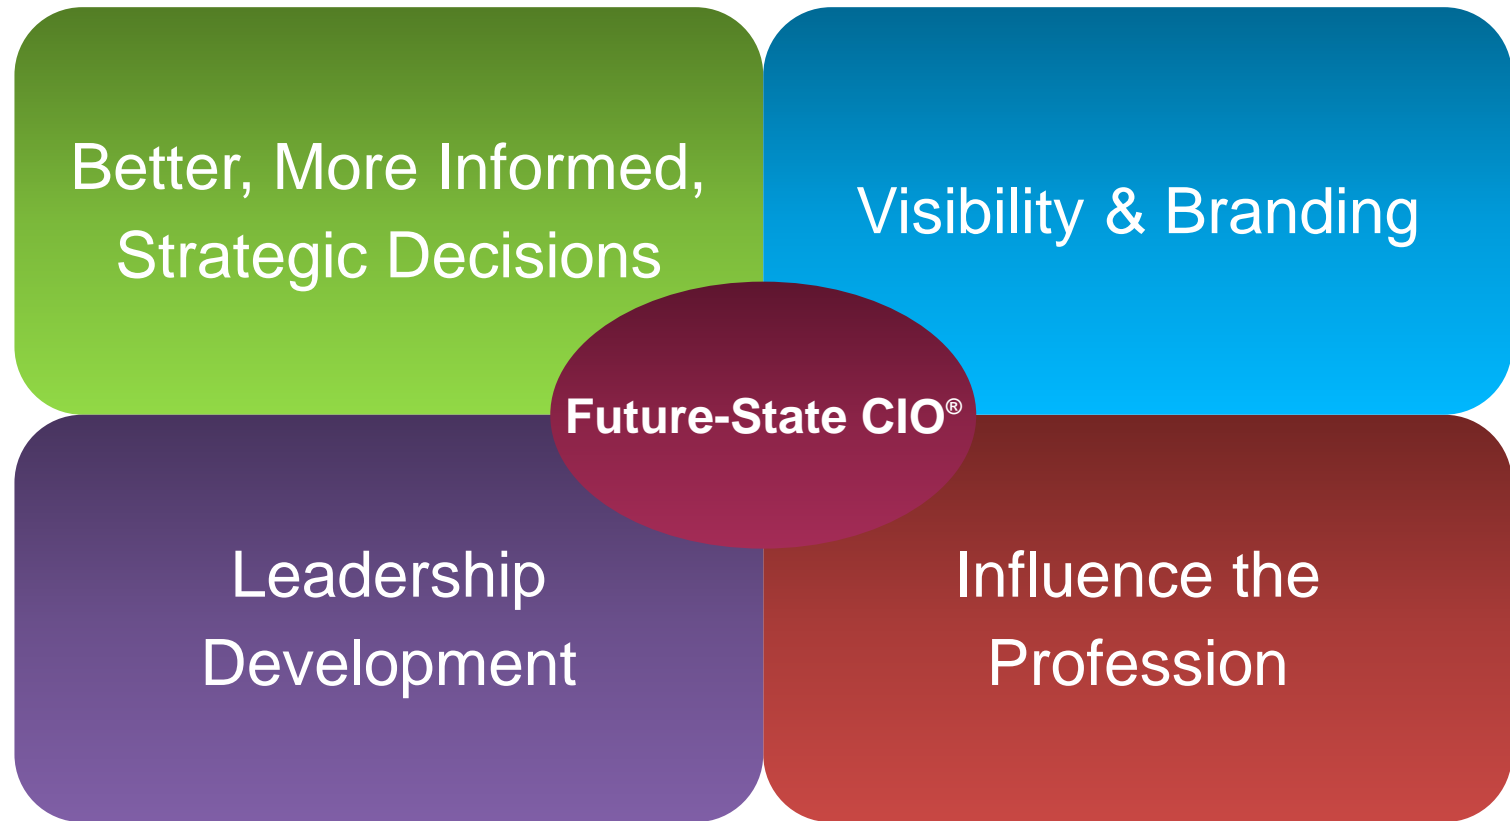 Better, More Informed,
Strategic Decisions
Visibility & Branding
Future-State CIO®
Leadership
Development
Influence the
Profession